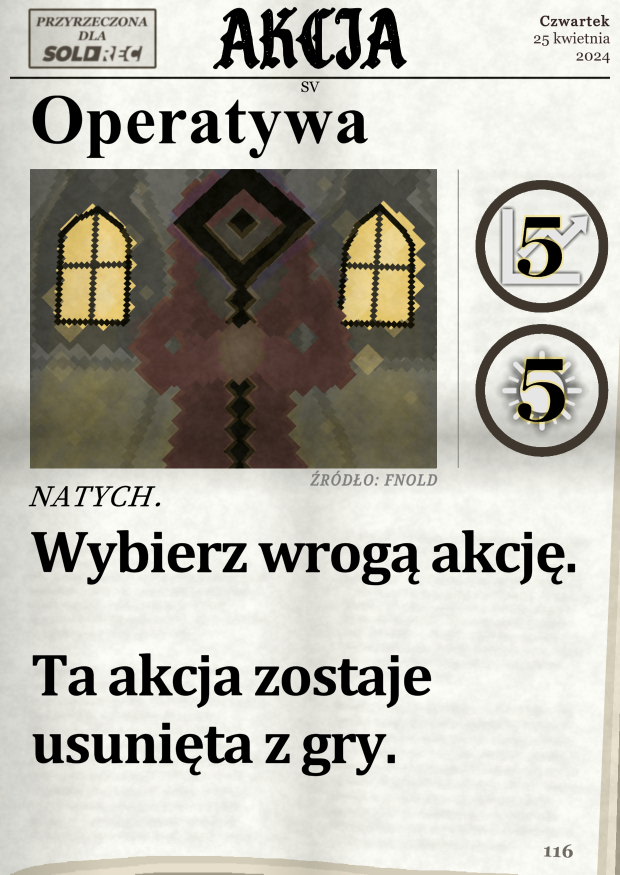 PRZYRZECZONA
DLA
SOLDREC
AKCJA
Czwartek
25 kwietnia
2024
SV
Operatywa
5
5
ŹRÓDŁO: FNOLD
NATYCH.
Wybierz wrogą akcję.
Ta akcja zostaje
usunięta z gry.
116